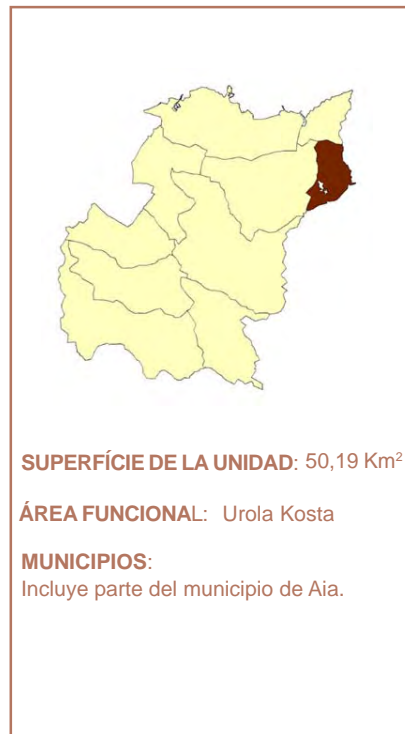 SUPERFÍCIE DE LA UNIDAD: 50,19 Km²
ÁREA FUNCIONAL: Urola Kosta
MUNICIPIOS:
Incluye parte del municipio de Aia.